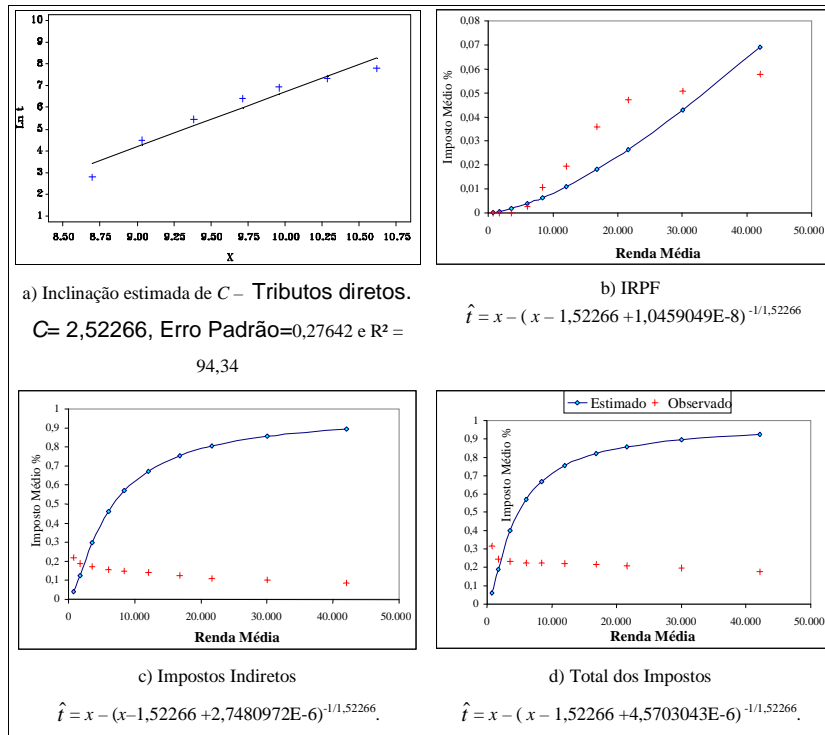 10
9
8
7
6
5
4
3
2
1
Ln t
8.50 8.75 9.00 9.25 9.50 9.75 10.00 10.25 10.50 10.75
X
a) Inclinação estimada de C – Tributos diretos.
C= 2,52266, Erro Padrão=0,27642 e R² =
94,34
0,08
0,07
0,06
0,05
0,04
0,03
0,02
0,01
0
Imposto Médio %
0 10.000 20.000 30.000 40.000 50.000
Renda Média
b) IRPF
t̂ = x – ( x – 1,52266 +1,0459049E-8) -1/1,52266
1
0,9
0,8
0,7
0,6
0,5
0,4
0,3
0,2
0,1
0
Imposto Médio %
0 10.000 20.000 30.000 40.000 50.000
Renda Média
c) Impostos Indiretos
t̂ = x – (x–1,52266 +2,7480972E-6) -1/1,52266.
Estimado Observado
1
0,9
0,8
0,7
0,6
0,5
0,4
0,3
0,2
0,1
0
Imposto Médio %
0 10.000 20.000 30.000 40.000 50.000
Renda Média
d) Total dos Impostos
t̂ = x – ( x – 1,52266 +4,5703043E-6) -1/1,52266.